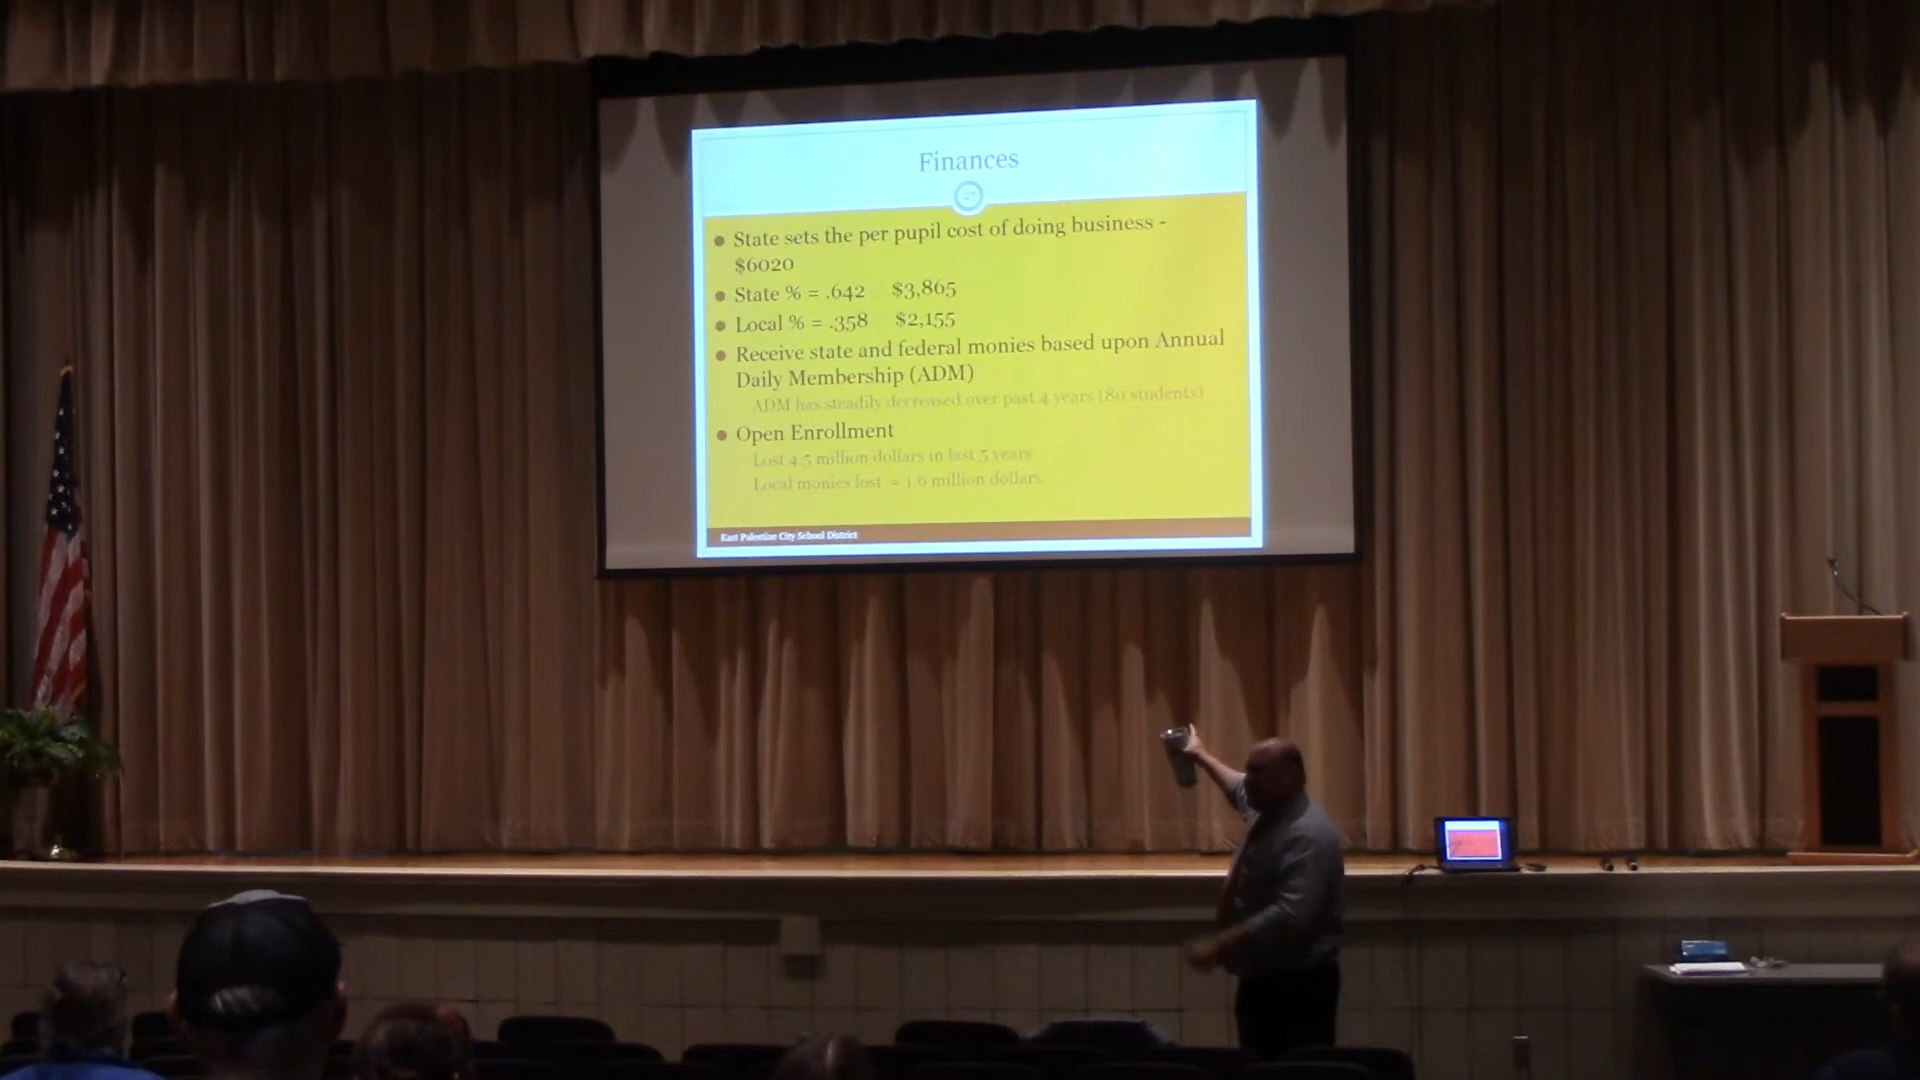 Finances
State sets the per pupil cost of doing business -
$6020
State % = .642 $3,865
Local % = .358 $2,155
Receive state and federal monies based upon Annual
Daily Membership (ADM)
ADM has steadily decreased over past 4 years (80 students)
Open Enrollment
Lost 4.5 million dollars in last 5 years
Local monies lost = 1.6 million dollars
East Palestine City School District